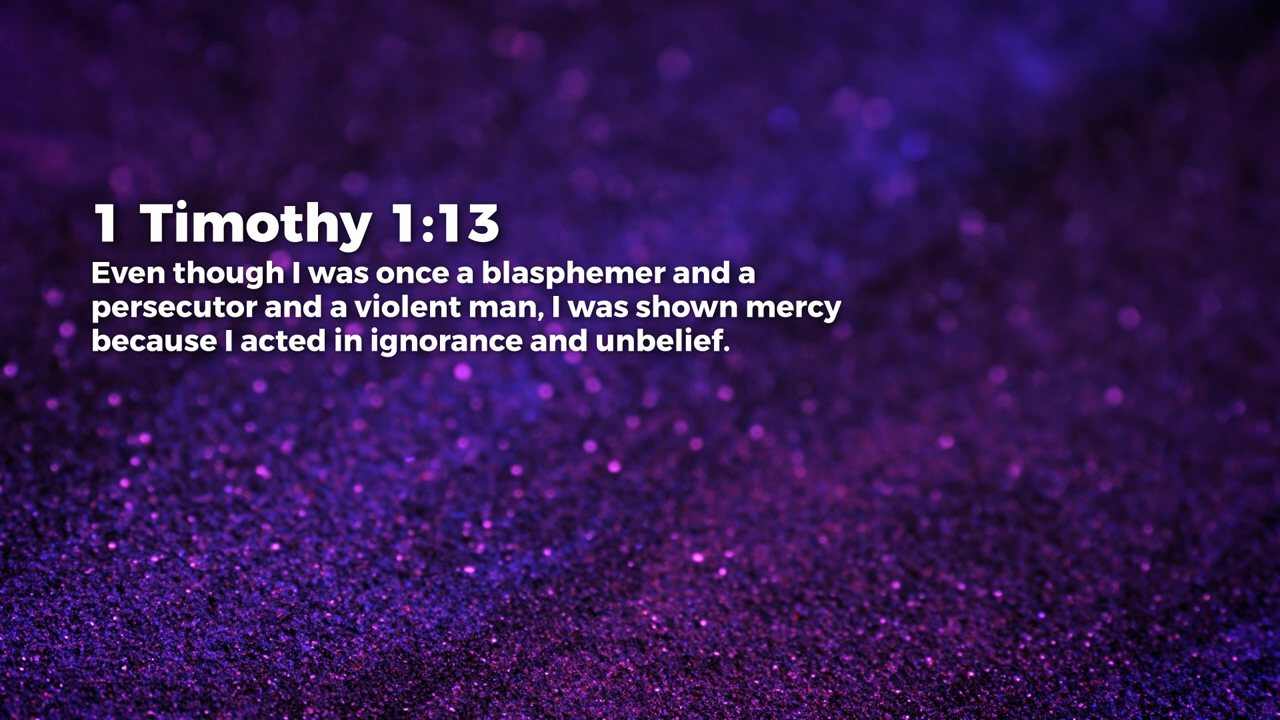 1 Timothy 1:13
Even though I was once a blasphemer and a
persecutor and a violent man, I was shown mercy
because I acted in ignorance and unbelief.